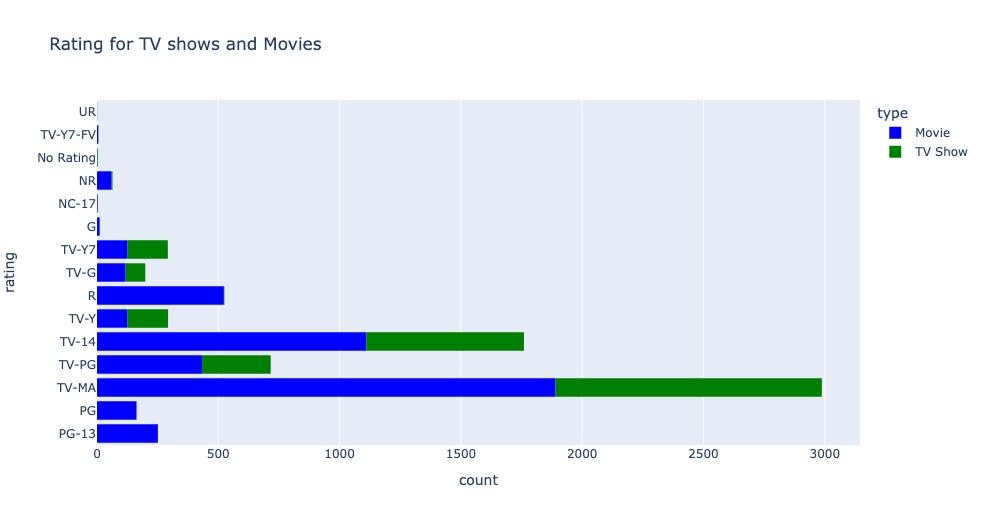 Rating for TV shows and Movies
type
Movie
TV Show
rating
UR
TV-Y7-FV
No Rating
NR
NC-17
G
TV-Y7
TV-G
R
TV-Y
TV-14
TV-PG
TV-MA
PG
PG-13
0 500 1000 1500 2000 2500 3000
count